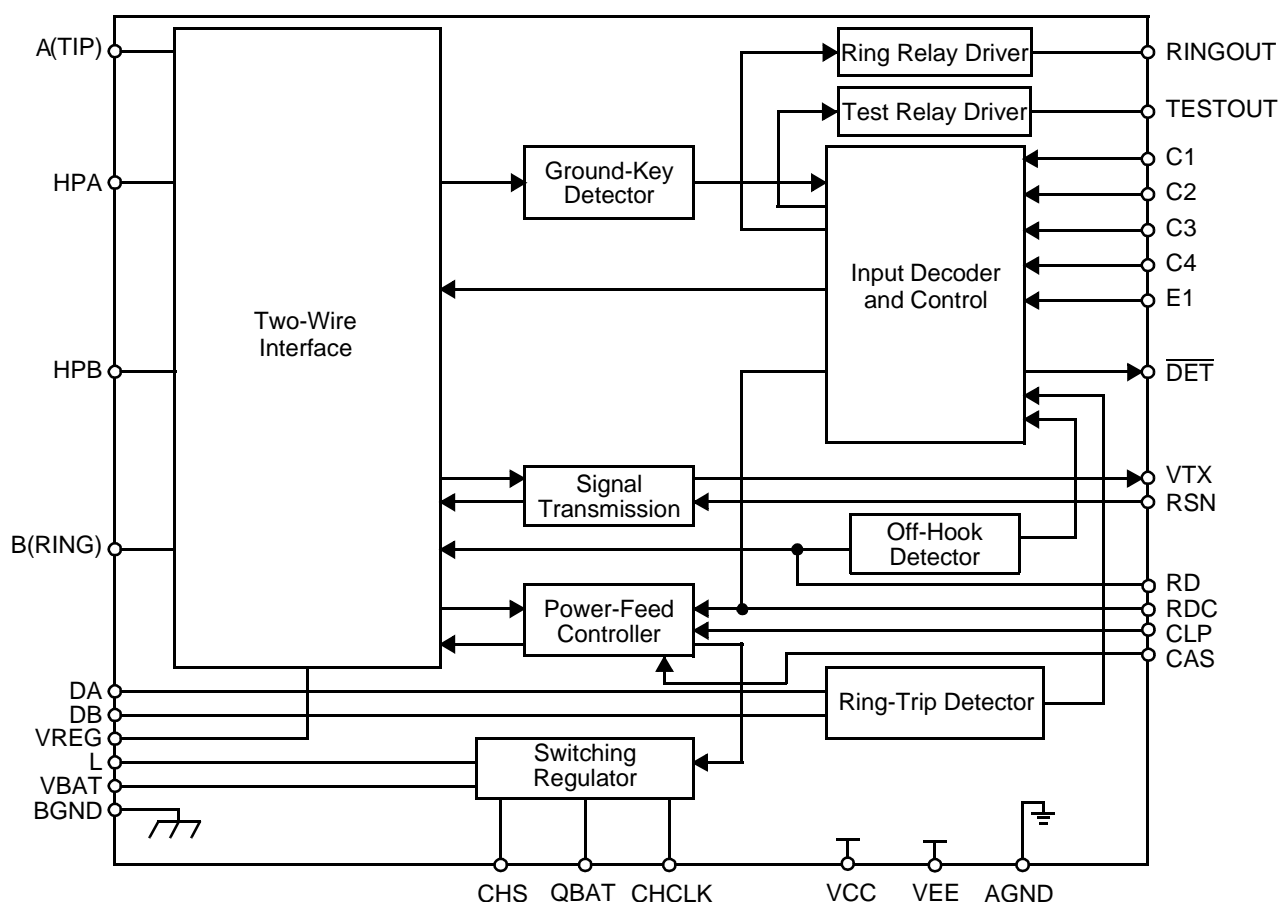 A(TIP)
HPA
HPB
B(RING)
DA
DB
VREG
L
VBAT
BGND
Two-Wire
Interface
Ground-Key
Detector
Signal
Transmission
Power-Feed
Controller
Switching
Regulator
Ring Relay Driver
Test Relay Driver
Input Decoder
and Control
Off-Hook
Detector
Ring-Trip Detector
RINGOUT
TESTOUT
C1
C2
C3
C4
E1
D̅E̅T̅
VTX
RSN
RD
RDC
CLP
CAS
CHS
QBAT
CHCLK
VCC
VEE
AGND